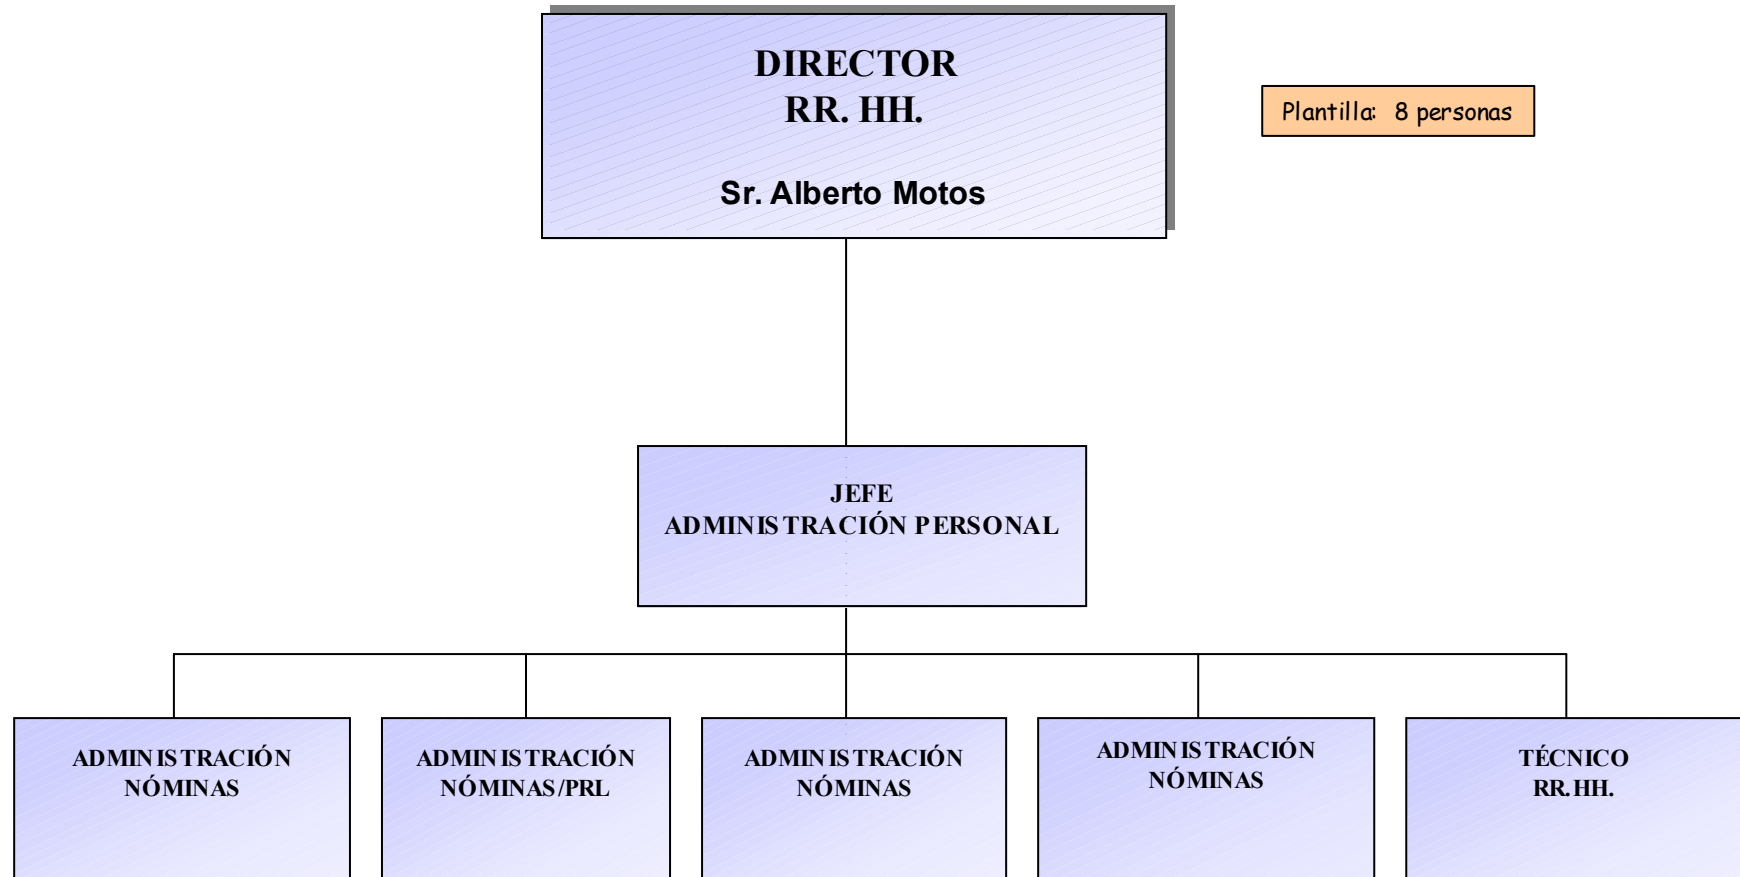 DIRECTOR
RR. HH.
Sr. Alberto Motos
Plantilla: 8 personas
JEFE
ADMINISTRACIÓN PERSONAL
ADMINISTRACIÓN
NÓMINAS
ADMINISTRACIÓN
NÓMINAS/PRL
ADMINISTRACIÓN
NÓMINAS
ADMINISTRACIÓN
NÓMINAS
TÉCNICO
RR.HH.